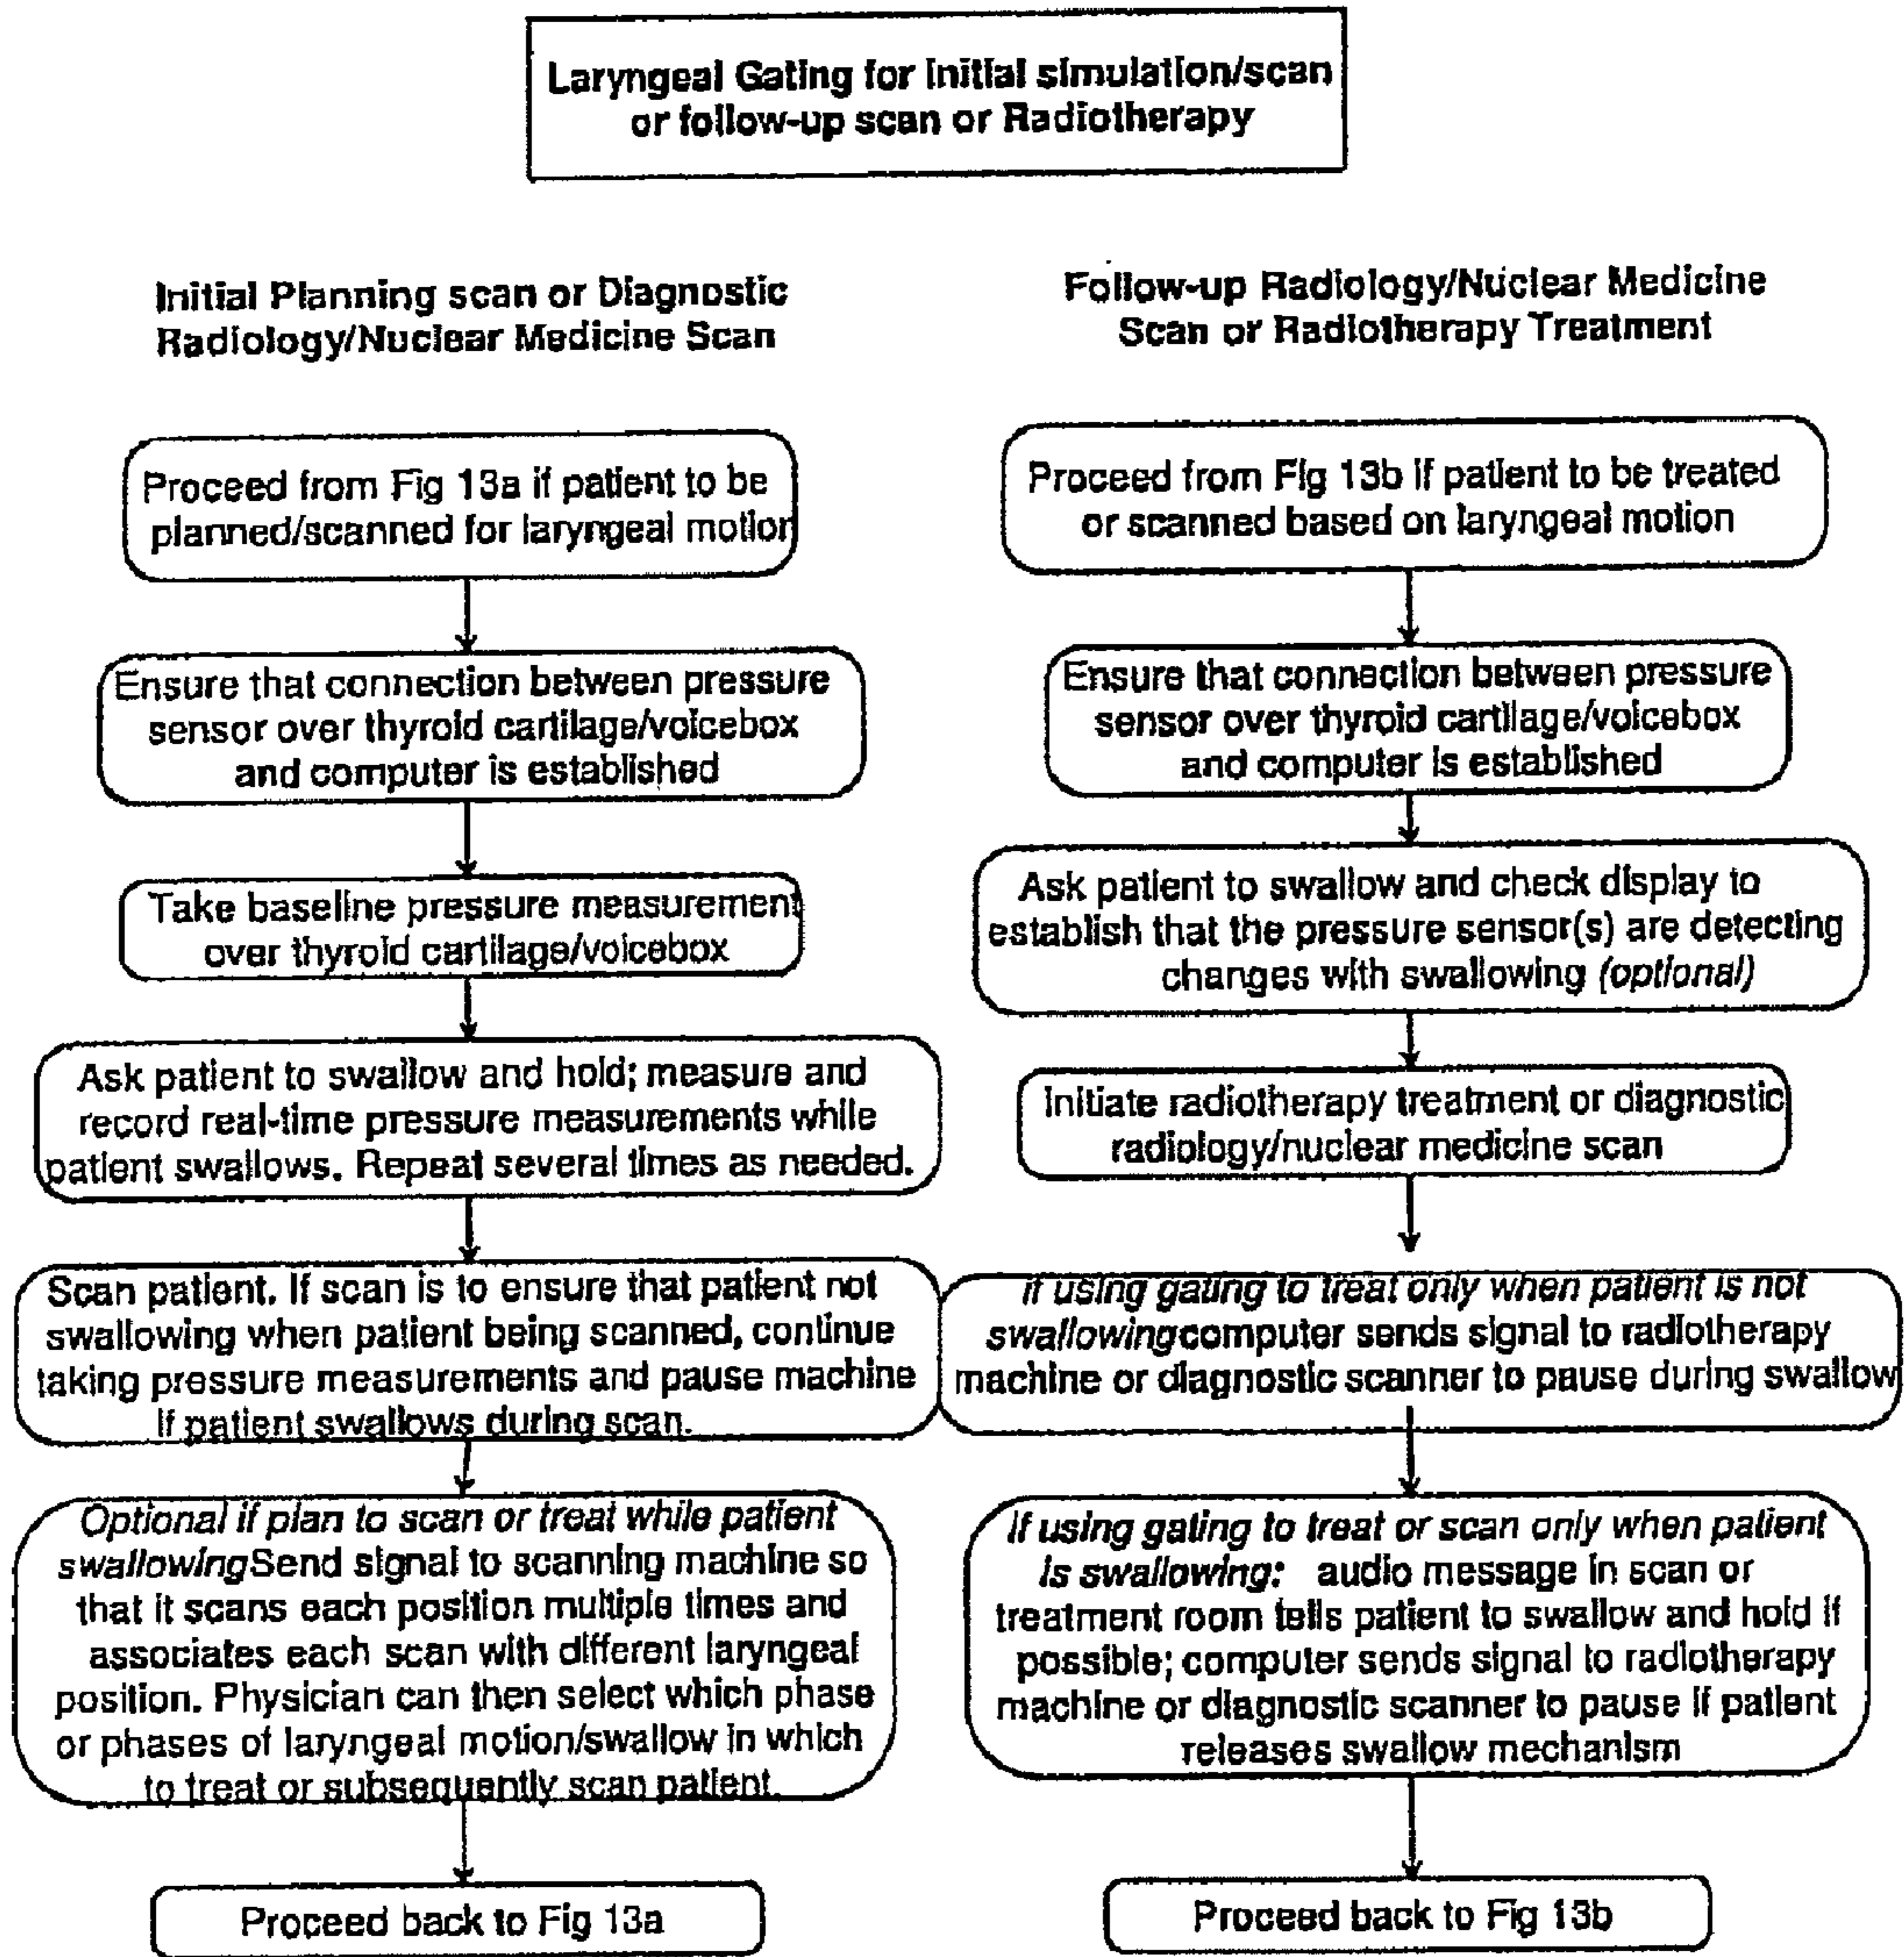 Laryngeal Gating for Initial simulation/scan
or follow-up scan or Radiotherapy
Initial Planning scan or Diagnostic
Radiology/Nuclear Medicine Scan
Proceed from Fig 13a if patient to be
planned/scanned for laryngeal motion
Ensure that connection between pressure
sensor over thyroid cartilage/voicebox
and computer is established
Take baseline pressure measurement
over thyroid cartilage/voicebox
Ask patient to swallow and hold; measure and
record real-time pressure measurements while
patient swallows. Repeat several times as needed.
Scan patient. If scan is to ensure that patient not
swallowing when patient being scanned, continue
taking pressure measurements and pause machine
if patient swallows during scan.
Optional if plan to scan or treat while patient
swallowingSend signal to scanning machine so
that it scans each position multiple times and
associates each scan with different laryngeal
position. Physician can then select which phase
or phases of laryngeal motion/swallow in which
to treat or subsequently scan patient.
Proceed back to Fig 13a
Follow-up Radiology/Nuclear Medicine
Scan or Radiotherapy Treatment
Proceed from Fig 13b if patient to be treated
or scanned based on laryngeal motion
Ensure that connection between pressure
sensor over thyroid cartilage/voicebox
and computer is established
Ask patient to swallow and check display to
establish that the pressure sensor(s) are detecting
changes with swallowing (optional)
Initiate radiotherapy treatment or diagnostic
radiology/nuclear medicine scan
If using gating to treat only when patient is not
swallowingcomputer sends signal to radiotherapy
machine or diagnostic scanner to pause during swallow
If using gating to treat or scan only when patient
is swallowing: audio message in scan or
treatment room tells patient to swallow and hold if
possible; computer sends signal to radiotherapy
machine or diagnostic scanner to pause if patient
releases swallow mechanism
Proceed back to Fig 13b